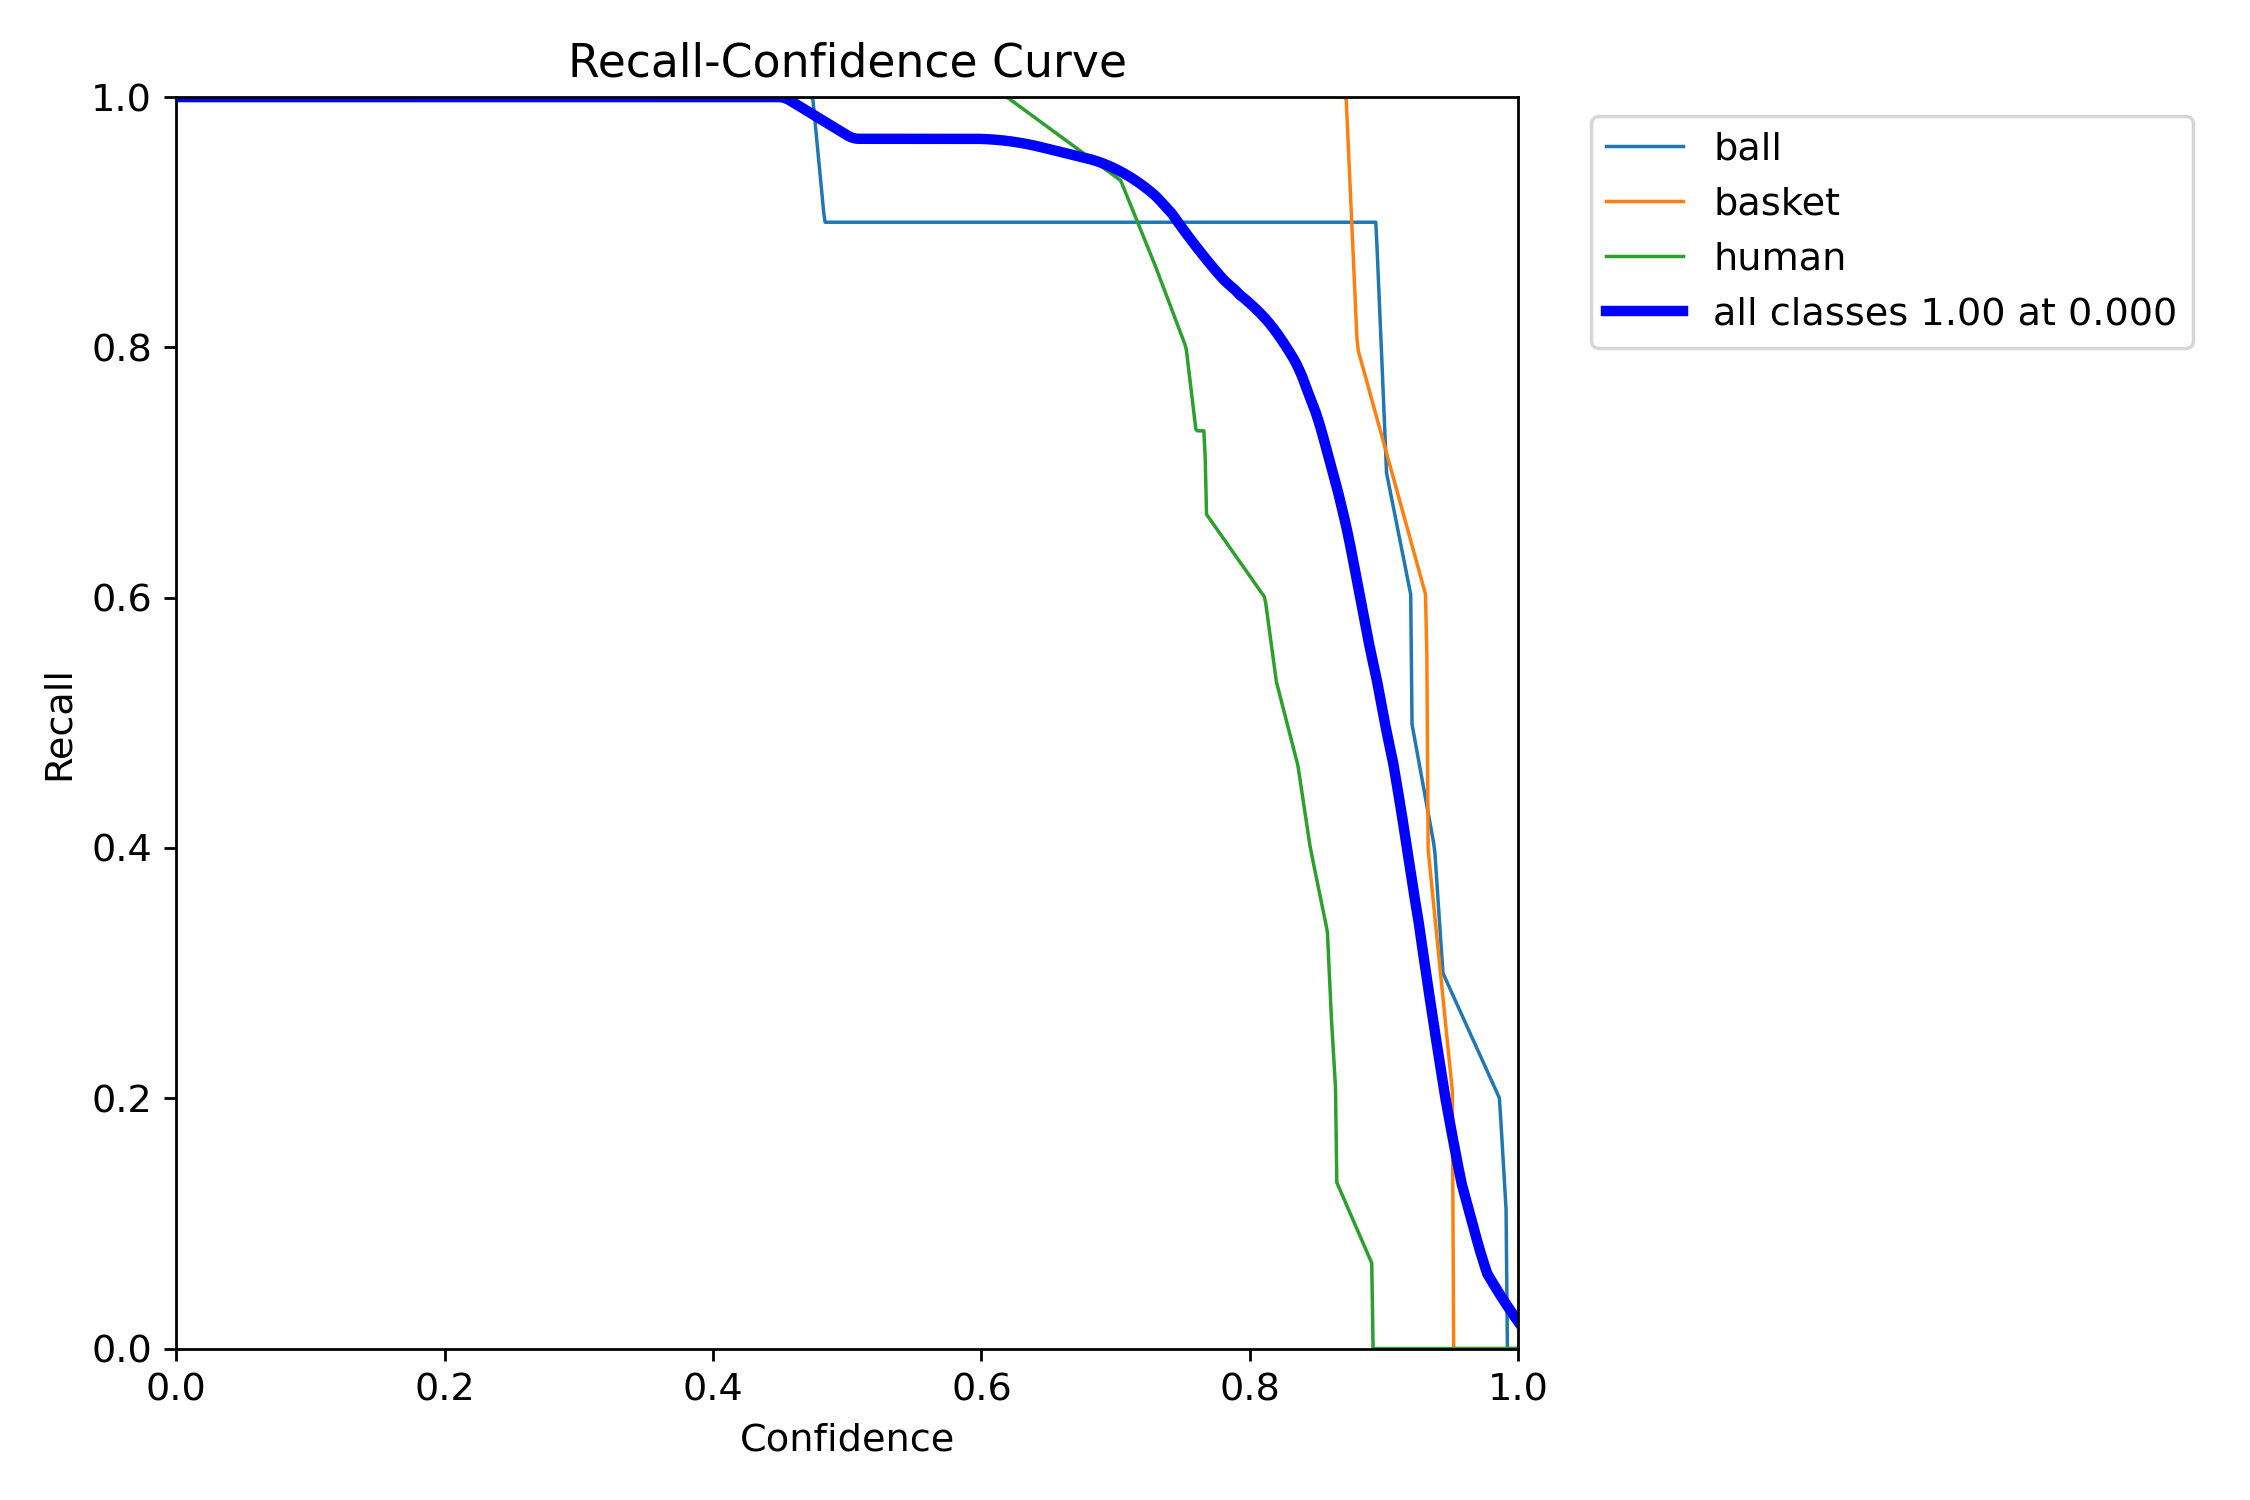 Recall-Confidence Curve
1.0
0.8
0.6
0.4
0.2
0.0
Recall
0.0 0.2 0.4 0.6 0.8 1.0
Confidence
ball
basket
human
all classes 1.00 at 0.000